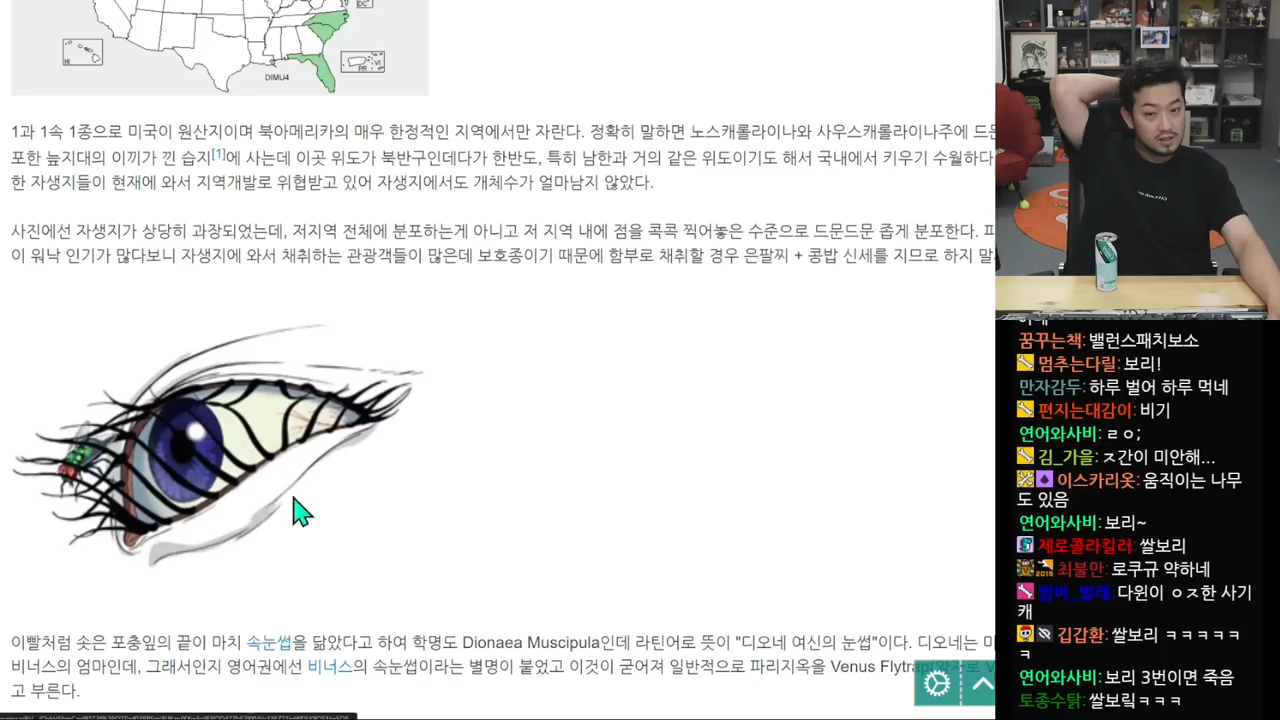 HI
DIMU4
PR
VI
1과 1속 1종으로 미국이 원산지이며 북아메리카의 매우 한정적인 지역에서만 자란다. 정확히 말하면 노스캐롤라이나와 사우스캐롤라이나주에 드문
포한 늪지대의 이끼가 낀 습지[1]에 사는데 이곳 위도가 북반구인데다가 한반도, 특히 남한과 거의 같은 위도이기도 해서 국내에서 키우기 수월하다
한 자생지들이 현재에 와서 지역개발로 위협받고 있어 자생지에서도 개체수가 얼마남지 않았다.
사진에선 자생지가 상당히 과장되었는데, 저지역 전체에 분포하는게 아니고 저 지역 내에 점을 콕콕 찍어놓은 수준으로 드문드문 좁게 분포한다. 파
이 워낙 인기가 많다보니 자생지에 와서 채취하는 관광객들이 많은데 보호종이기 때문에 함부로 채취할 경우 은팔찌 + 콩밥 신세를 지므로 하지 말
이빨처럼 솟은 포충잎의 끝이 마치 속눈썹을 닮았다고 하여 학명도 Dionaea Muscipula인데 라틴어로 뜻이 "디오네 여신의 눈썹"이다. 디오네는 미
비너스의 엄마인데, 그래서인지 영어권에선 비너스의 속눈썹이라는 별명이 붙었고 이것이 굳어져 일반적으로 파리지옥을 Venus Flytrap
고 부른다.
꿈꾸는책: 밸런스패치보소
멈추는다릴: 보리!
만자감두: 하루 벌어 하루 먹네
편지는대감이: 비기
연어와사비: ㄹㅇ;
김_가을: ㅈ간이 미안해...
이스카리옷: 움직이는 나무
도 있음
연어와사비: 보리~
제로콜라킬러: 쌀보리
최불만: 로쿠규 약하네
다윈이 ㅇㅈ한 사기
캐
김갑환: 쌀보리 ㅋㅋㅋㅋㅋ
ㅋ
연어와사비: 보리 3번이면 죽음
토종수탉: 쌀보맄ㅋㅋㅋ